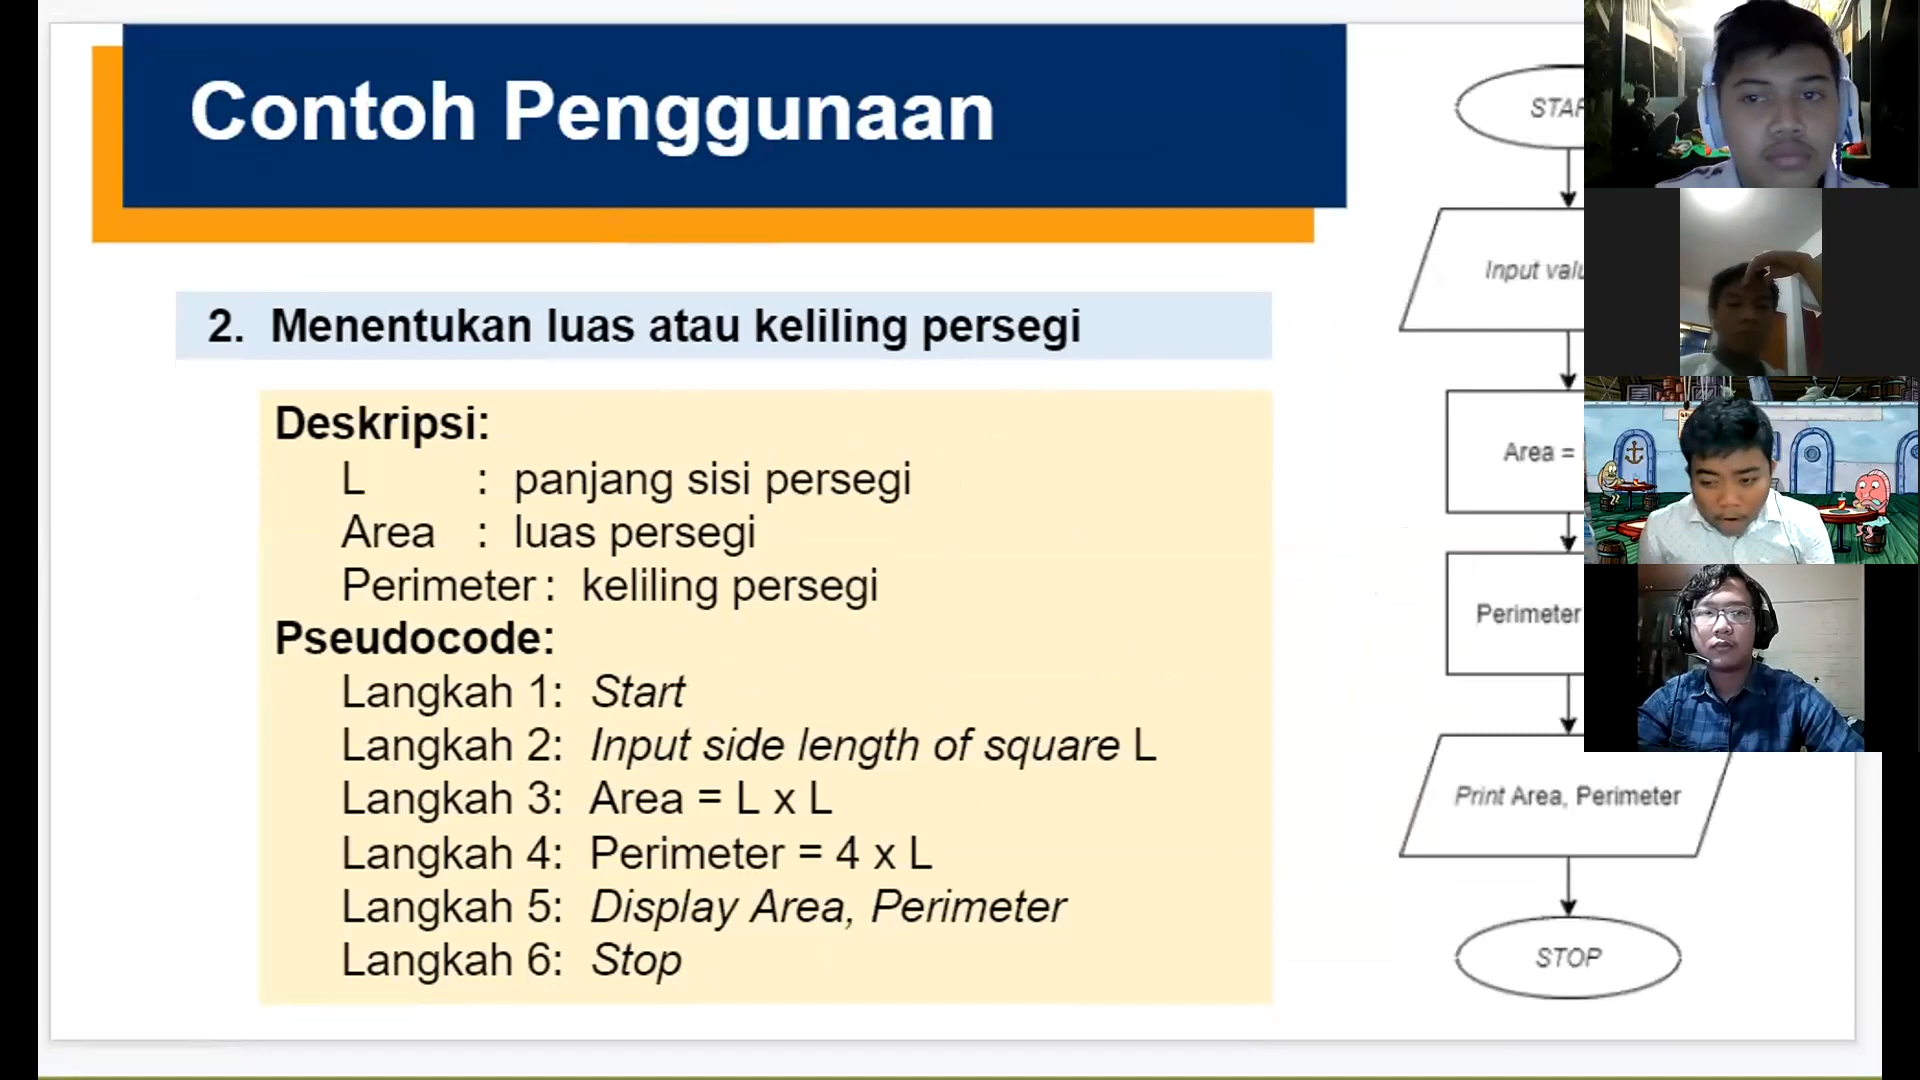 Contoh Penggunaan
2. Menentukan luas atau keliling persegi
Deskripsi:
L : panjang sisi persegi
Area : luas persegi
Perimeter : keliling persegi
Pseudocode:
Langkah 1: Start
Langkah 2: Input side length of square L
Langkah 3: Area = L x L
Langkah 4: Perimeter = 4 x L
Langkah 5: Display Area, Perimeter
Langkah 6: Stop
Input
Area =
Perimeter
Print Area, Perimeter
STOP